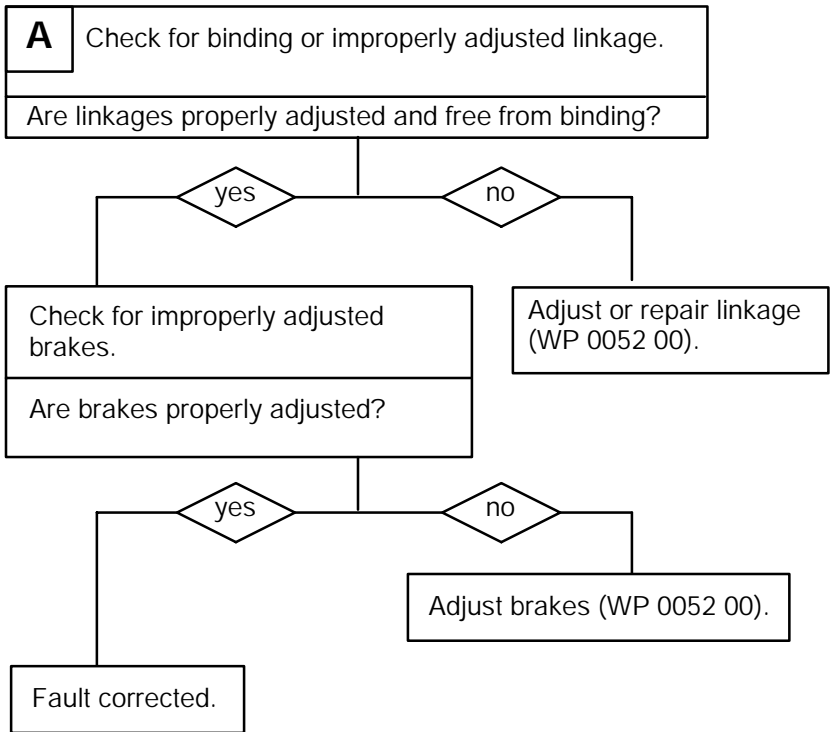 A Check for binding or improperly adjusted linkage.
Are linkages properly adjusted and free from binding?
yes
no
Check for improperly adjusted
brakes.
Are brakes properly adjusted?
Adjust or repair linkage
(WP 0052 00).
yes
no
Adjust brakes (WP 0052 00).
Fault corrected.